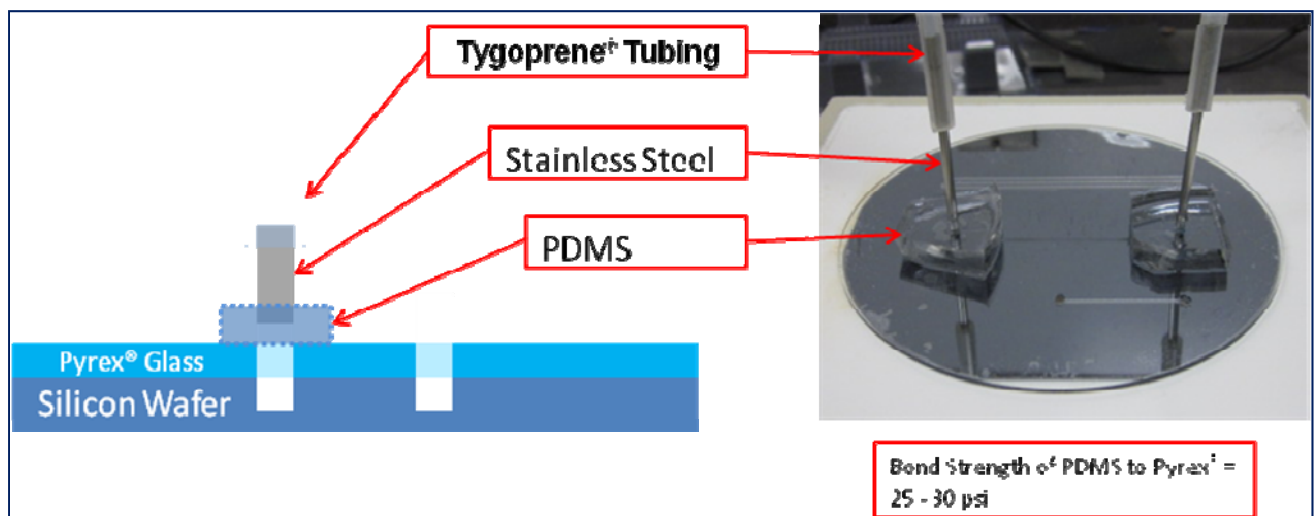 Tygoprene® Tubing
Stainless Steel
PDMS
Pyrex® Glass
Silicon Wafer
Bond Strength of PDMS to Pyrex® =
25 - 30 psi